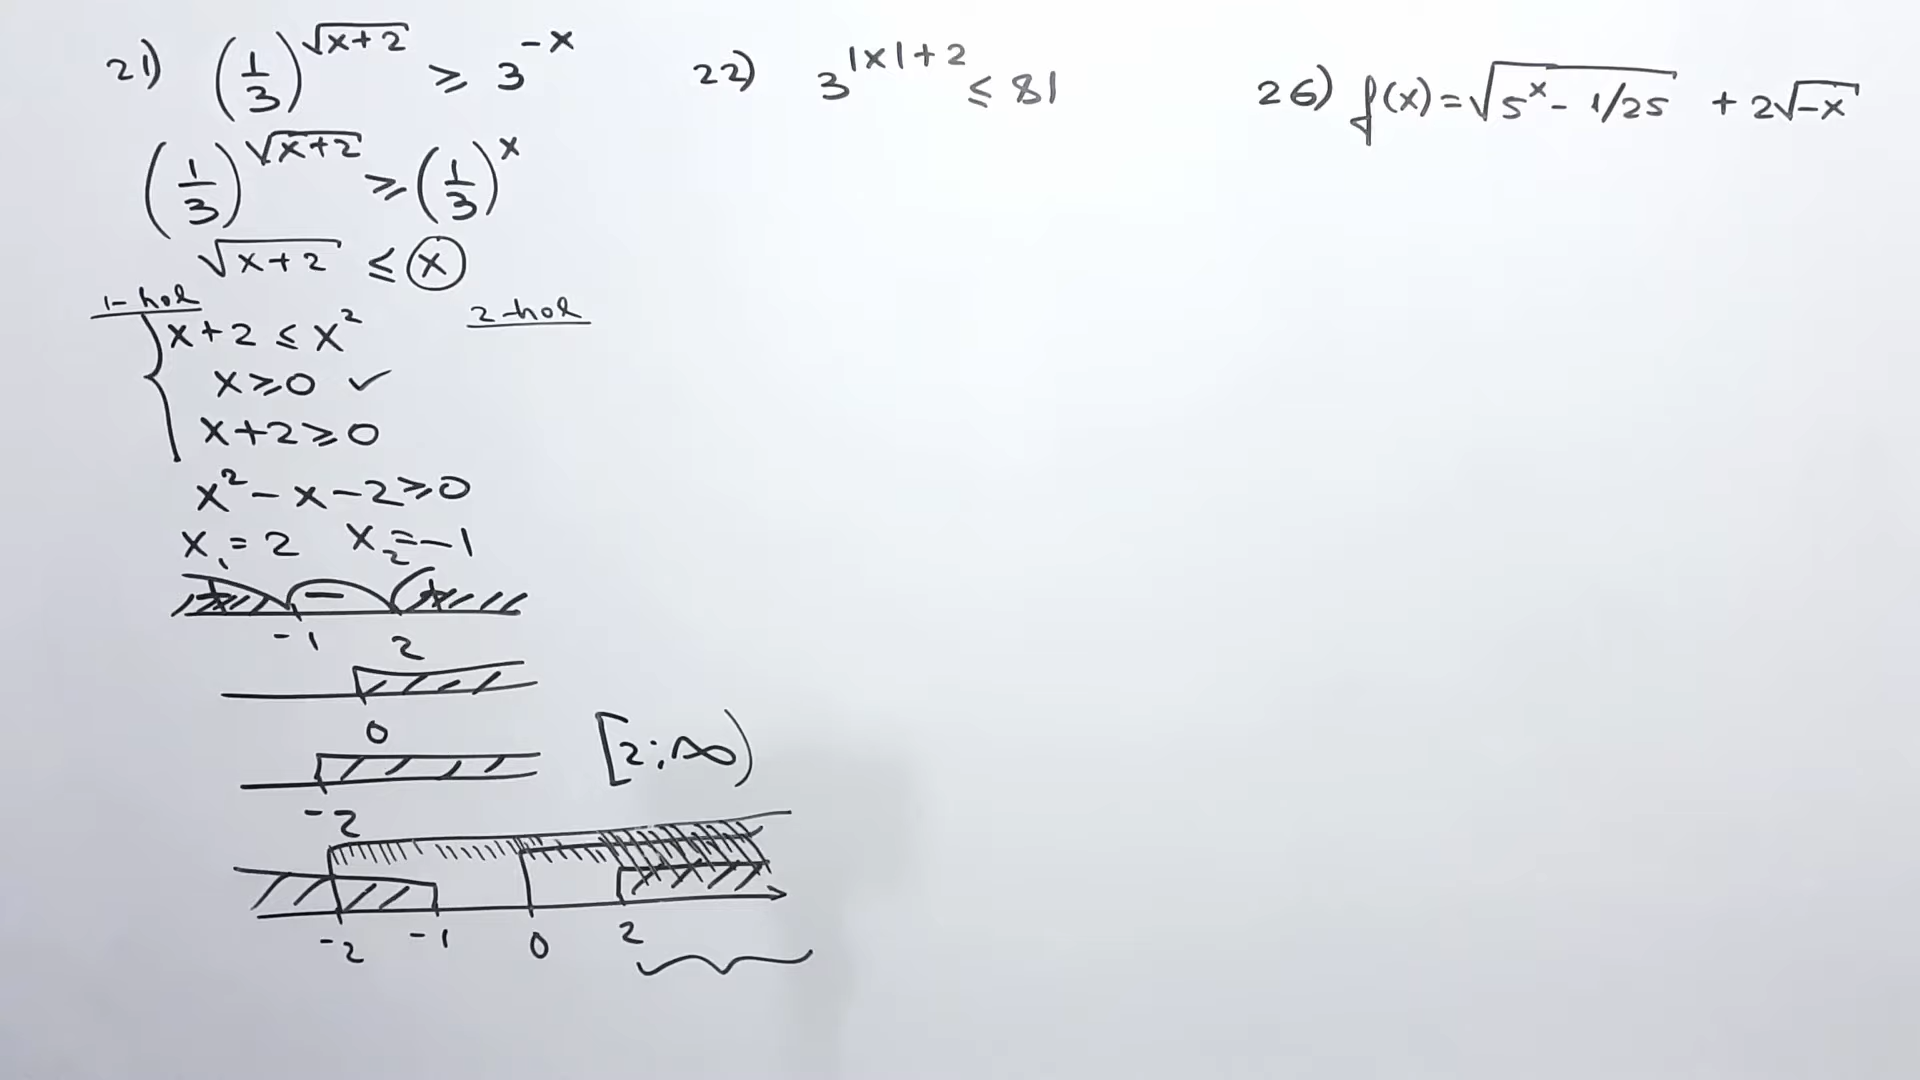 21) (1/3)^√(x+2) ⩾ 3^(-x)
(1/3)^√(x+2) ⩾ (1/3)^x
√(x+2) ⩽ x
1-hol
x+2 ⩽ x²
x⩾0 ✓
x+2⩾0
x²-x-2⩾0
x₁=2 x₂=-1
+ - +
-1 2
0
-2
[2;∞)
-2 -1 0 2
2-hol
22) 3^(|x|+2) ⩽ 81
26) f(x)=√(5^x - 1/25) + 2√(-x)